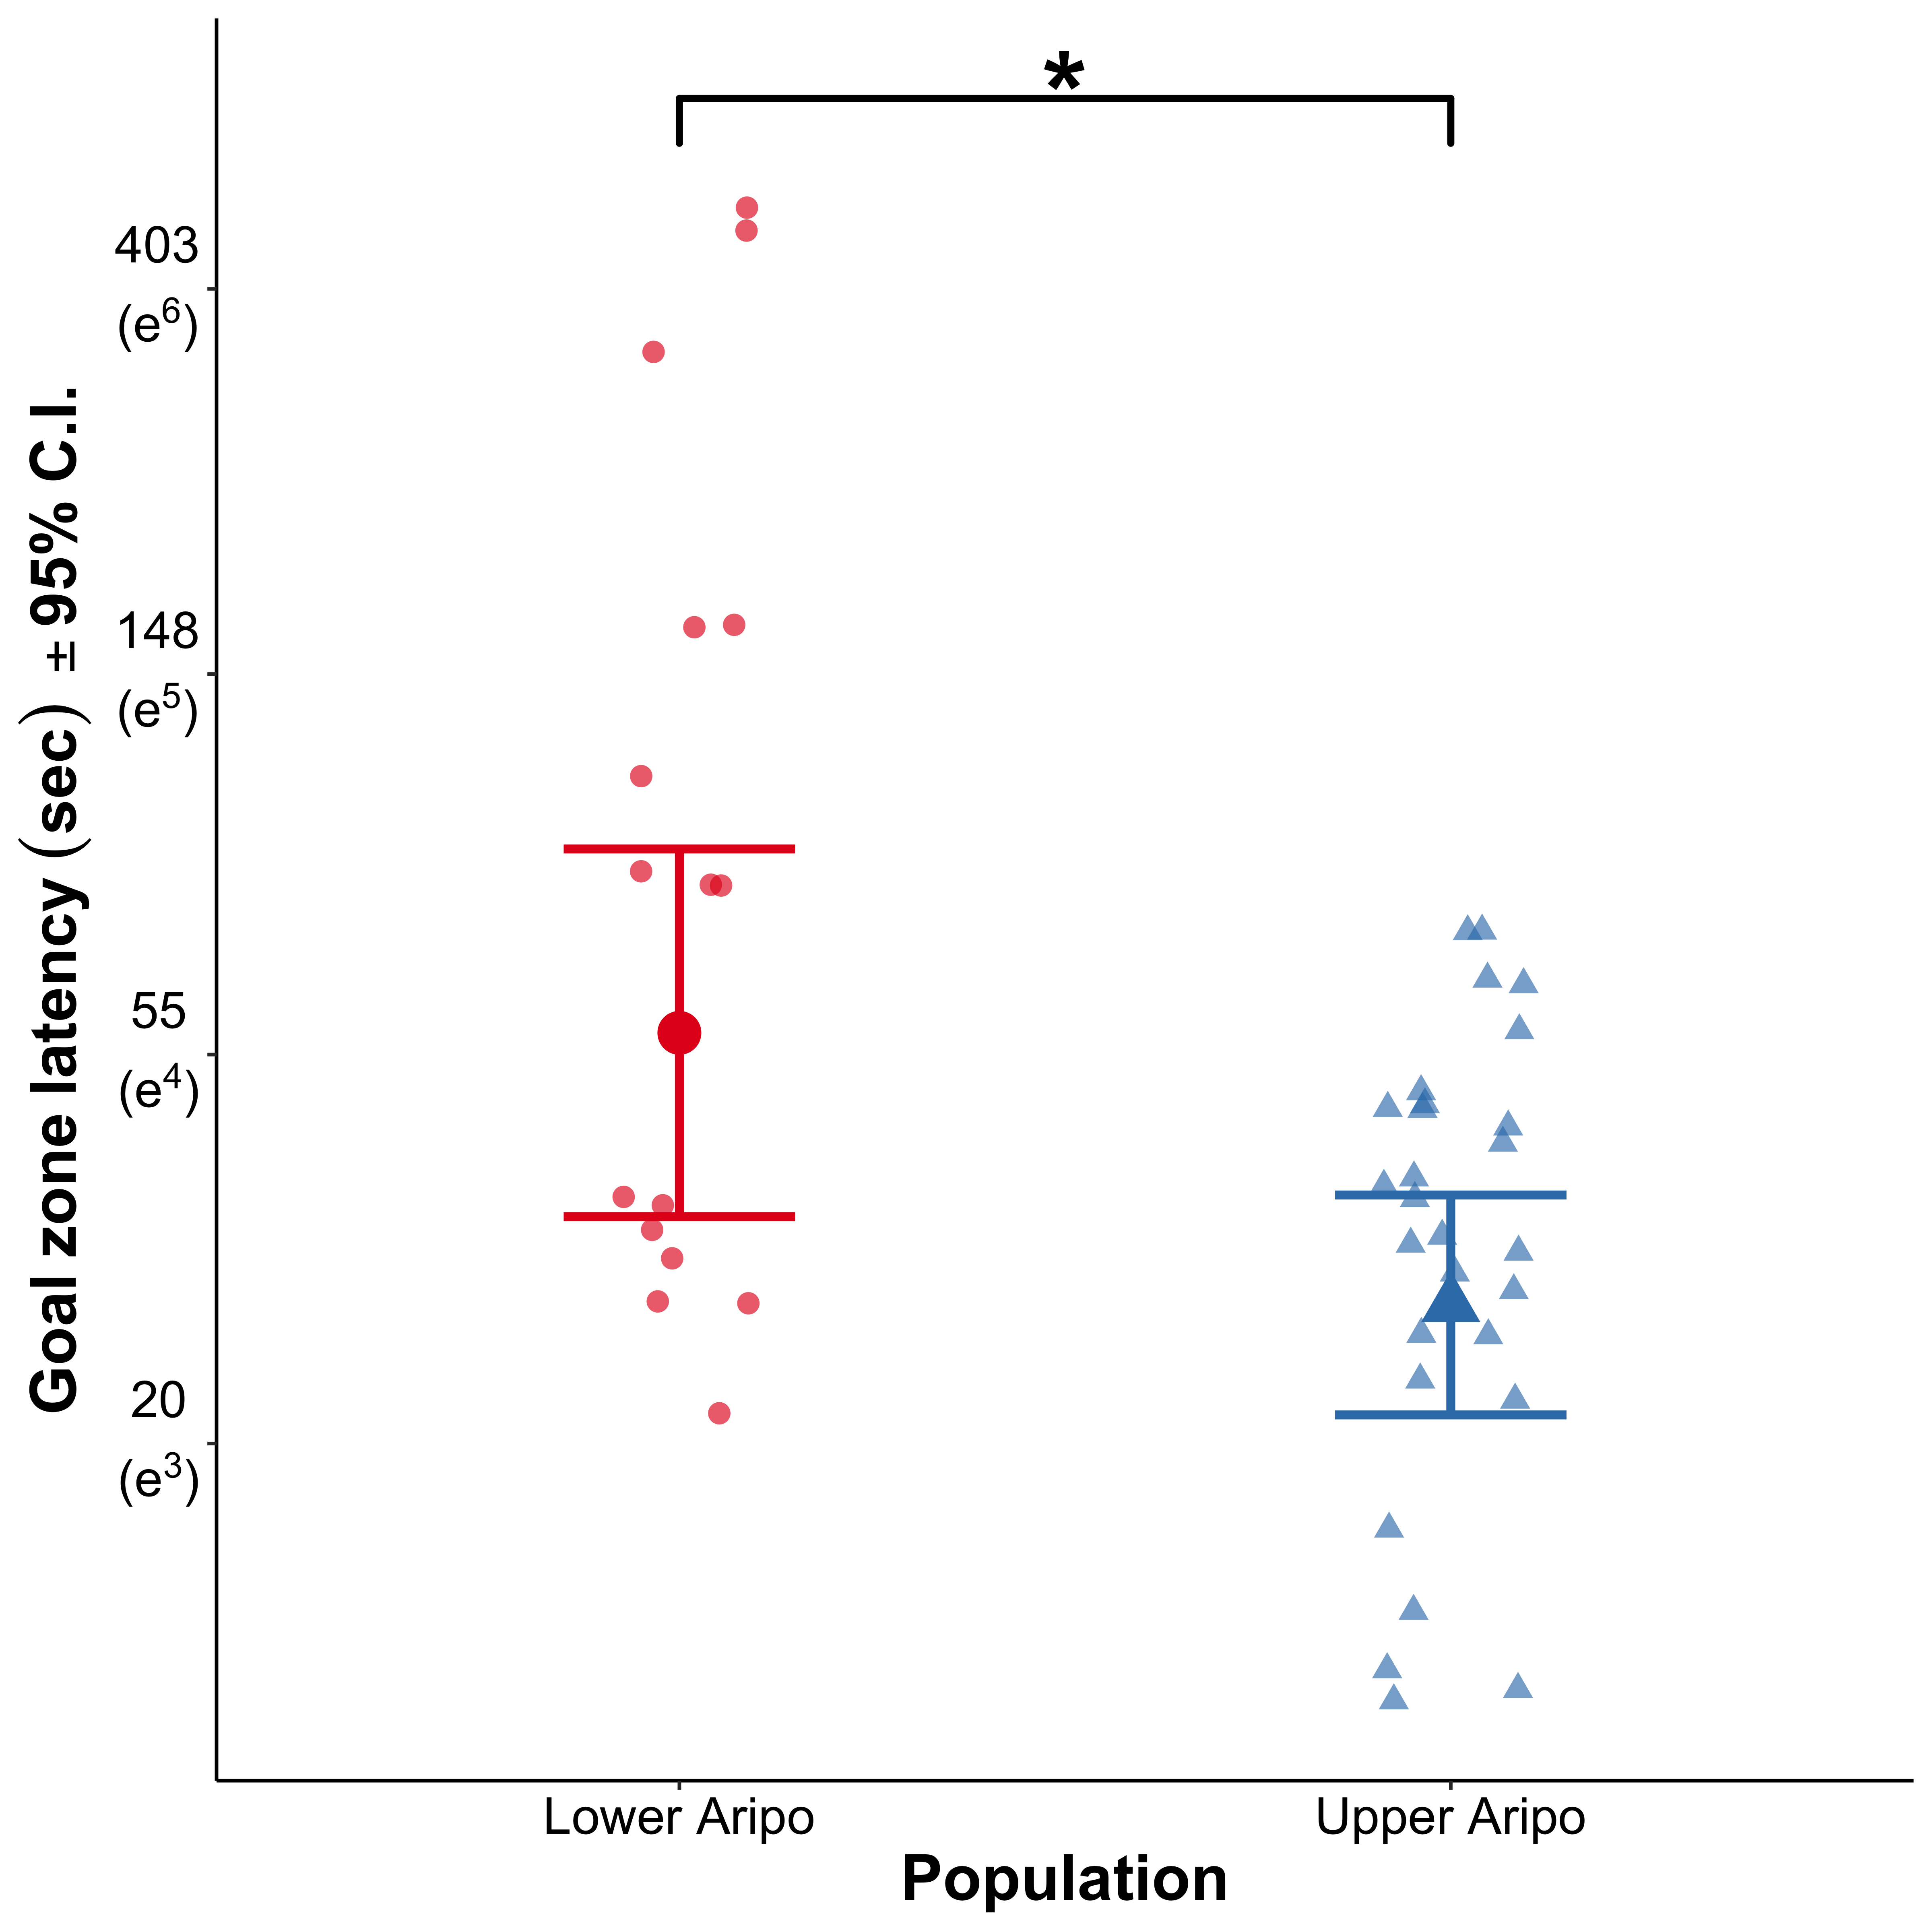 *
403
(e⁶)
148
(e⁵)
55
(e⁴)
20
(e³)
Goal zone latency (sec) ± 95% C.I.
Lower Aripo
Upper Aripo
Population